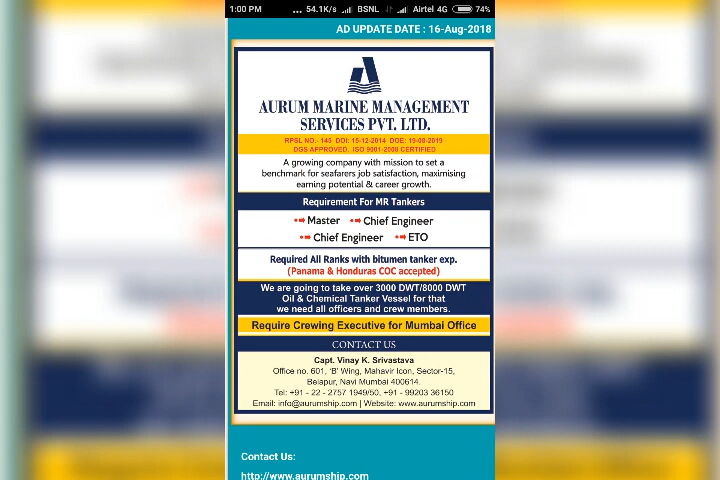 1:00 PM ... 54.1K/s BSNL Airtel 4G 74%
AD UPDATE DATE : 16-Aug-2018
AURUM MARINE MANAGEMENT
SERVICES PVT. LTD.
RPSL NO.- 145 DOI: 15-12-2014 DOE: 19-08-2019
DGS APPROVED. ISO 9001-2008 CERTIFIED
A growing company with mission to set a
benchmark for seafarers job satisfaction, maximising
earning potential & career growth.
Requirement For MR Tankers
Master Chief Engineer
Chief Engineer ETO
Required All Ranks with bitumen tanker exp.
(Panama & Honduras COC accepted)
We are going to take over 3000 DWT/8000 DWT
Oil & Chemical Tanker Vessel for that
we need all officers and crew members.
Require Crewing Executive for Mumbai Office
CONTACT US
Capt. Vinay K. Srivastava
Office no. 601, 'B' Wing, Mahavir Icon, Sector-15,
Belapur, Navi Mumbai 400614.
Tel: +91 - 22 - 2757 1949/50, +91 - 99203 36150
Email: info@aurumship.com | Website: www.aurumship.com
Contact Us:
http://www.aurumship.com